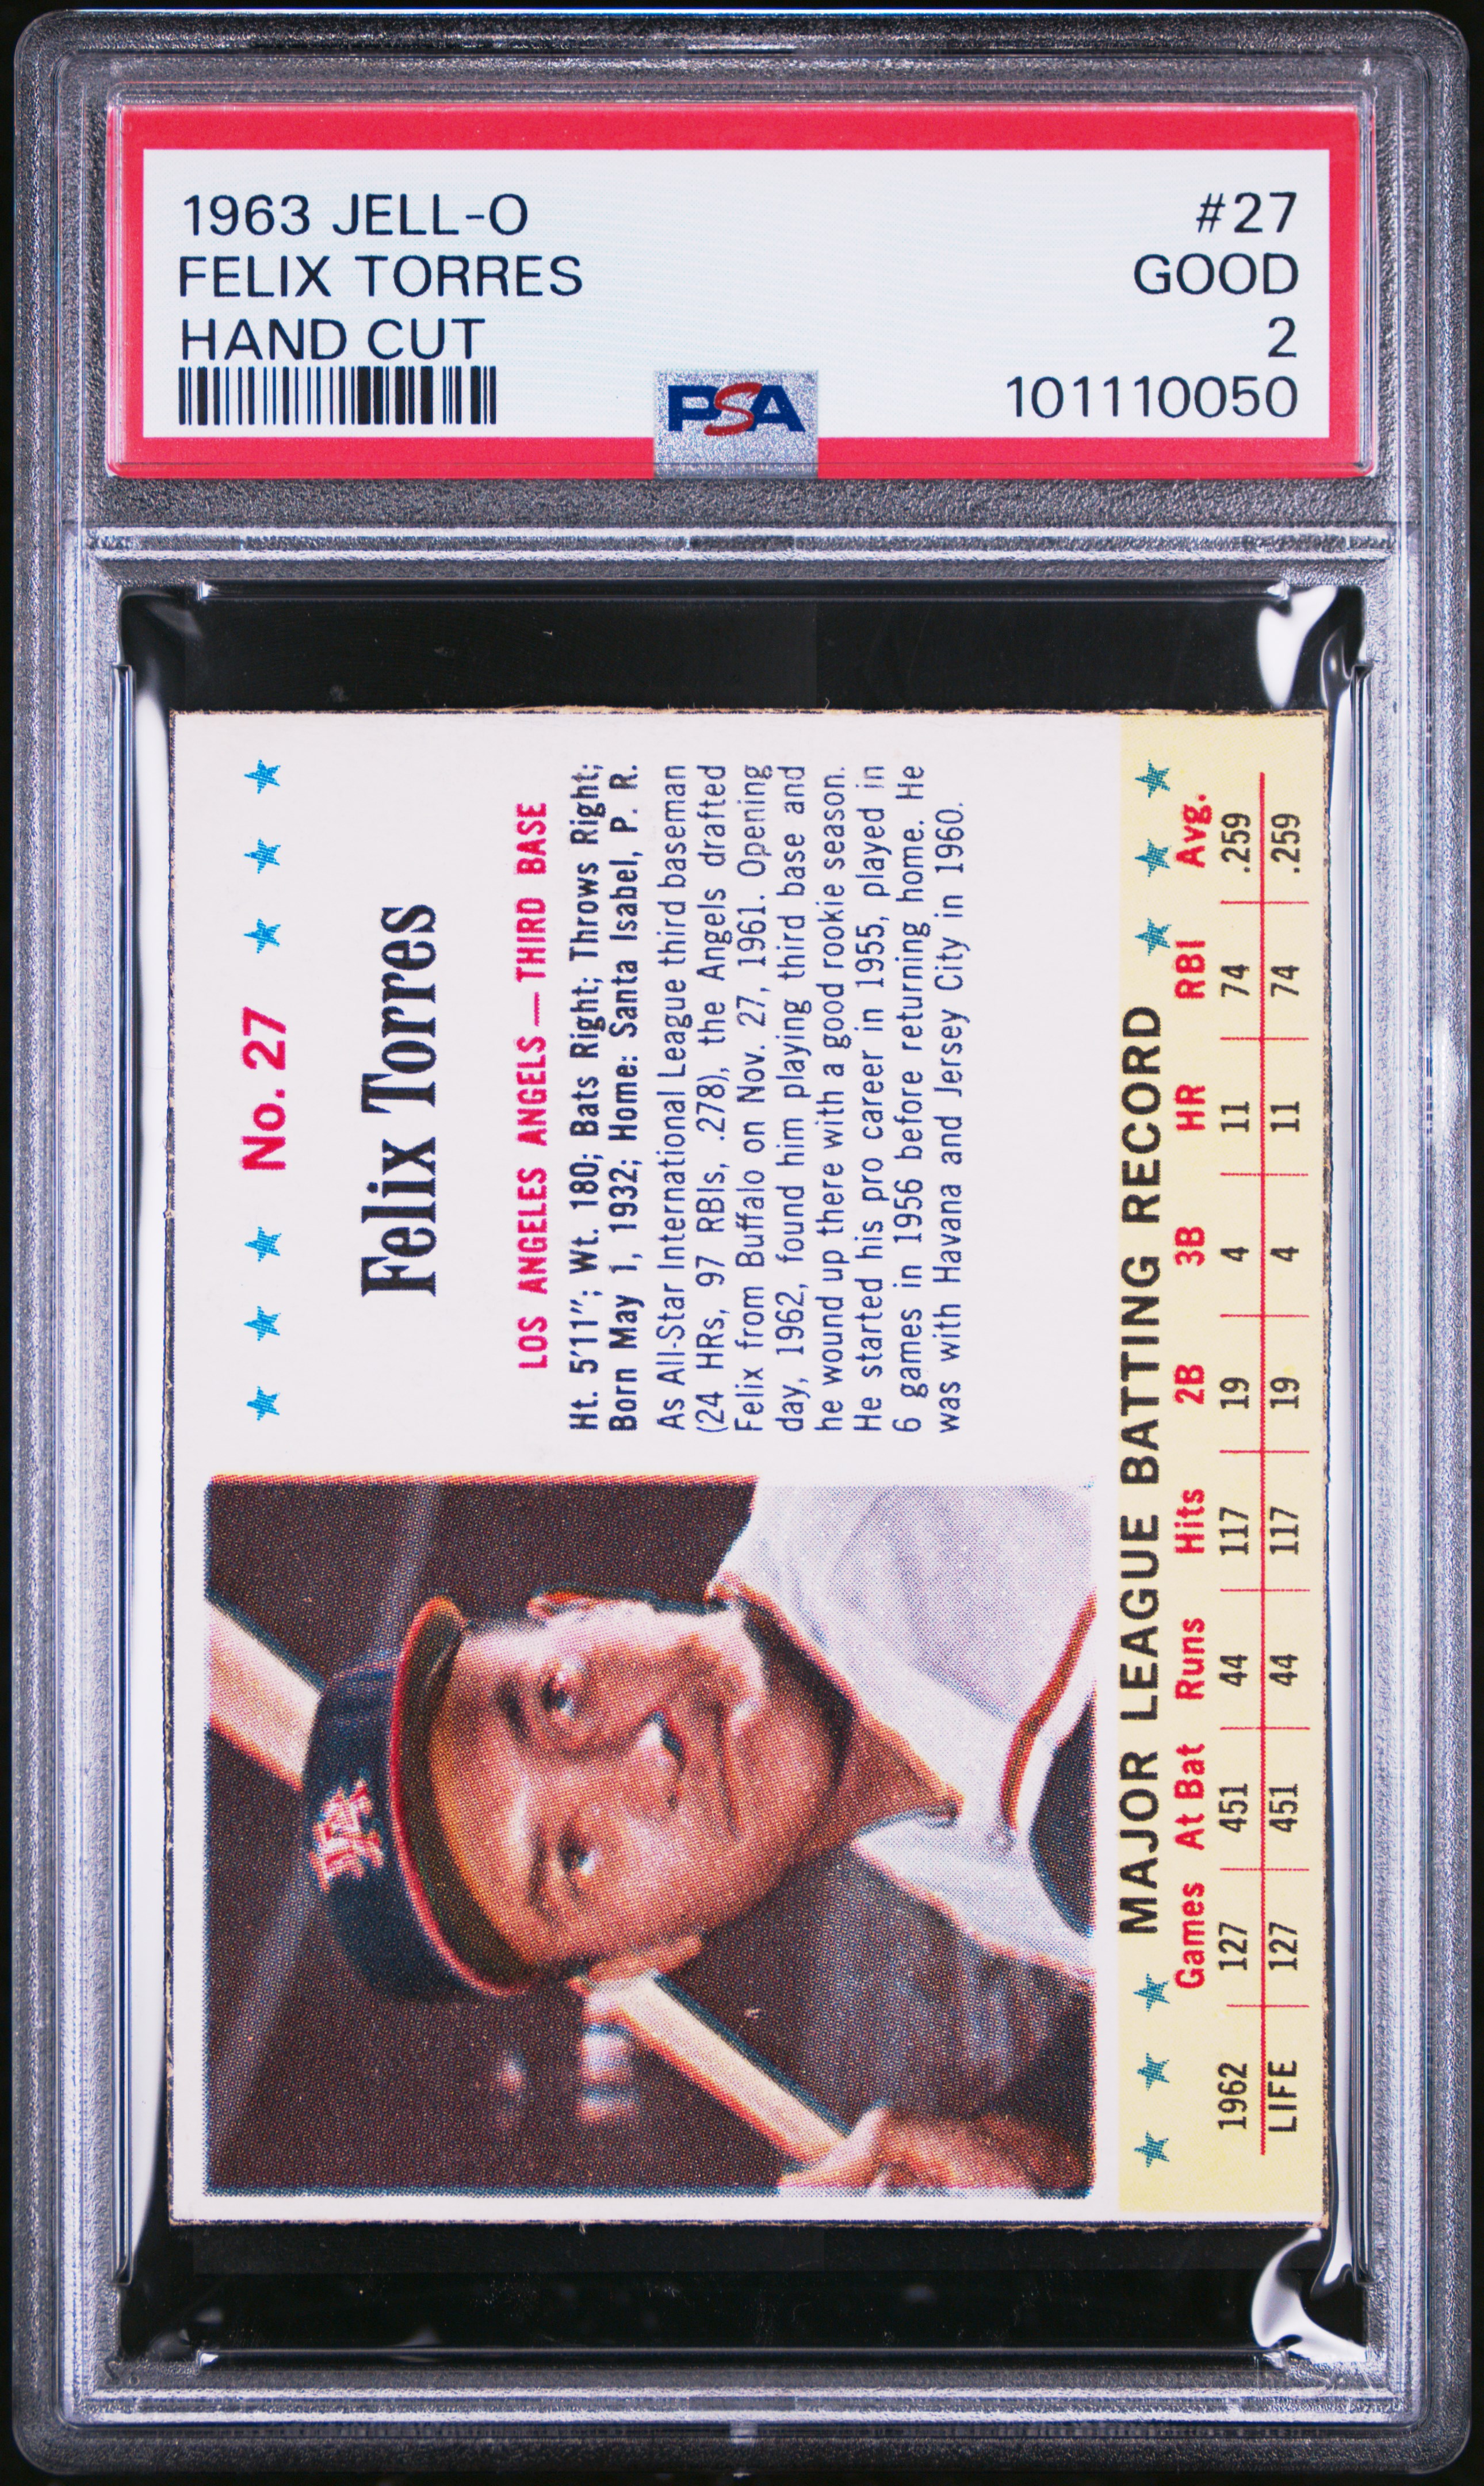 1963 JELL-O
FELIX TORRES
HAND CUT
#27
GOOD
2
101110050
PSA
No. 27
Felix Torres
LOS ANGELES ANGELS—THIRD BASE
Ht. 5'11"; Wt. 180; Bats Right; Throws Right;
Born May 1, 1932; Home: Santa Isabel, P. R.
As All-Star International League third baseman
(24 HRs, 97 RBIs, .278), the Angels drafted
Felix from Buffalo on Nov. 27, 1961. Opening
day, 1962, found him playing third base and
he wound up there with a good rookie season.
He started his pro career in 1955, played in
6 games in 1956 before returning home. He
was with Havana and Jersey City in 1960.
LA
MAJOR LEAGUE BATTING RECORD
Games At Bat Runs Hits 2B 3B HR RBI Avg.
1962 127 451 44 117 19 4 11 74 .259
LIFE 127 451 44 117 19 4 11 74 .259